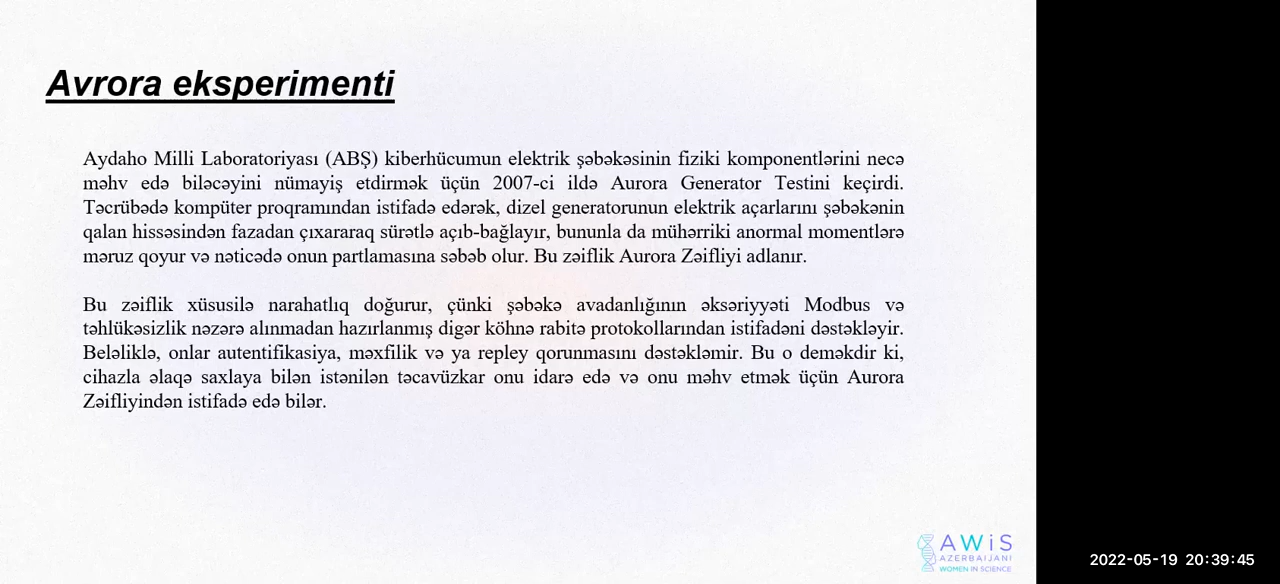 Avrora eksperimenti
Aydaho Milli Laboratoriyası (ABŞ) kiberhücumun elektrik şəbəkəsinin fiziki komponentlərini necə
məhv edə biləcəyini nümayiş etdirmək üçün 2007-ci ildə Aurora Generator Testini keçirdi.
Təcrübədə kompüter proqramından istifadə edərək, dizel generatorunun elektrik açarlarını şəbəkənin
qalan hissəsindən fazadan çıxararaq sürətlə açıb-bağlayır, bununla da mühərriki anormal momentlərə
məruz qoyur və nəticədə onun partlamasına səbəb olur. Bu zəiflik Aurora Zəifliyi adlanır.
Bu zəiflik xüsusilə narahatlıq doğurur, çünki şəbəkə avadanlığının əksəriyyəti Modbus və
təhlükəsizlik nəzərə alınmadan hazırlanmış digər köhnə rabitə protokollarından istifadəni dəstəkləyir.
Beləliklə, onlar autentifikasiya, məxfilik və ya repley qorunmasını dəstəkləmir. Bu o deməkdir ki,
cihazla əlaqə saxlaya bilən istənilən təcavüzkar onu idarə edə və onu məhv etmək üçün Aurora
Zəifliyindən istifadə edə bilər.
AWiS
AZERBAIJANI
WOMEN IN SCIENCE
2022-05-19 20:39:45